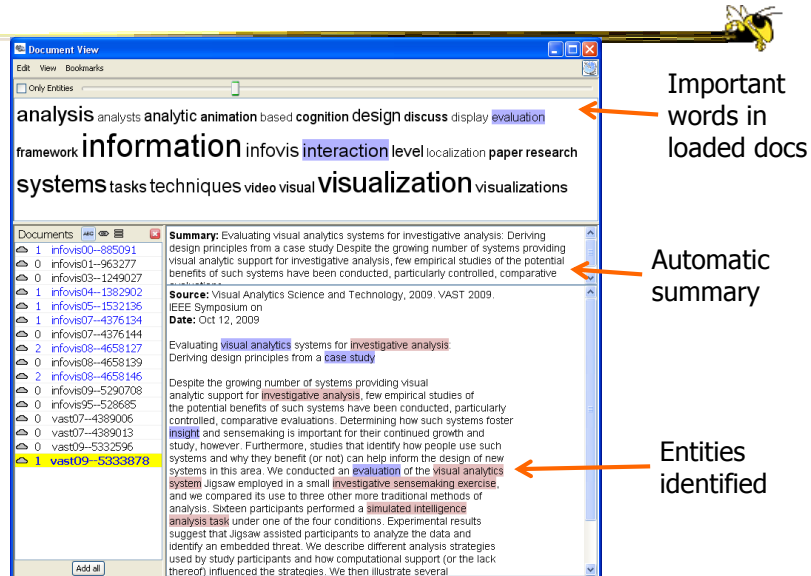 Document View
Edit View Bookmarks
Only Entities
analysis analysts analytic animation based cognition design discuss display evaluation
framework information infovis interaction level localization paper research
systems tasks techniques video visual visualization visualizations
Documents ABC
1 infovis00--885091
0 infovis01--963277
0 infovis03--1249027
1 infovis04--1382902
1 infovis05--1532136
1 infovis07--4376134
0 infovis07--4376144
2 infovis08--4658127
0 infovis08--4658139
2 infovis08--4658146
0 infovis09--5290708
0 infovis95--528685
0 vast07--4389006
0 vast07--4389013
0 vast09--5332596
1 vast09--5333878
Add all
Summary: Evaluating visual analytics systems for investigative analysis: Deriving
design principles from a case study Despite the growing number of systems providing
visual analytic support for investigative analysis, few empirical studies of the potential
benefits of such systems have been conducted, particularly controlled, comparative
Source: Visual Analytics Science and Technology, 2009. VAST 2009.
IEEE Symposium on
Date: Oct 12, 2009
Evaluating visual analytics systems for investigative analysis:
Deriving design principles from a case study
Despite the growing number of systems providing visual
analytic support for investigative analysis, few empirical studies of
the potential benefits of such systems have been conducted, particularly
controlled, comparative evaluations. Determining how such systems foster
insight and sensemaking is important for their continued growth and
study, however. Furthermore, studies that identify how people use such
systems and why they benefit (or not) can help inform the design of new
systems in this area. We conducted an evaluation of the visual analytics
system Jigsaw employed in a small investigative sensemaking exercise,
and we compared its use to three other more traditional methods of
analysis. Sixteen participants performed a simulated intelligence
analysis task under one of the four conditions. Experimental results
suggest that Jigsaw assisted participants to analyze the data and
identify an embedded threat. We describe different analysis strategies
used by study participants and how computational support (or the lack
thereof) influenced the strategies. We then illustrate several
Important
words in
loaded docs
Automatic
summary
Entities
identified